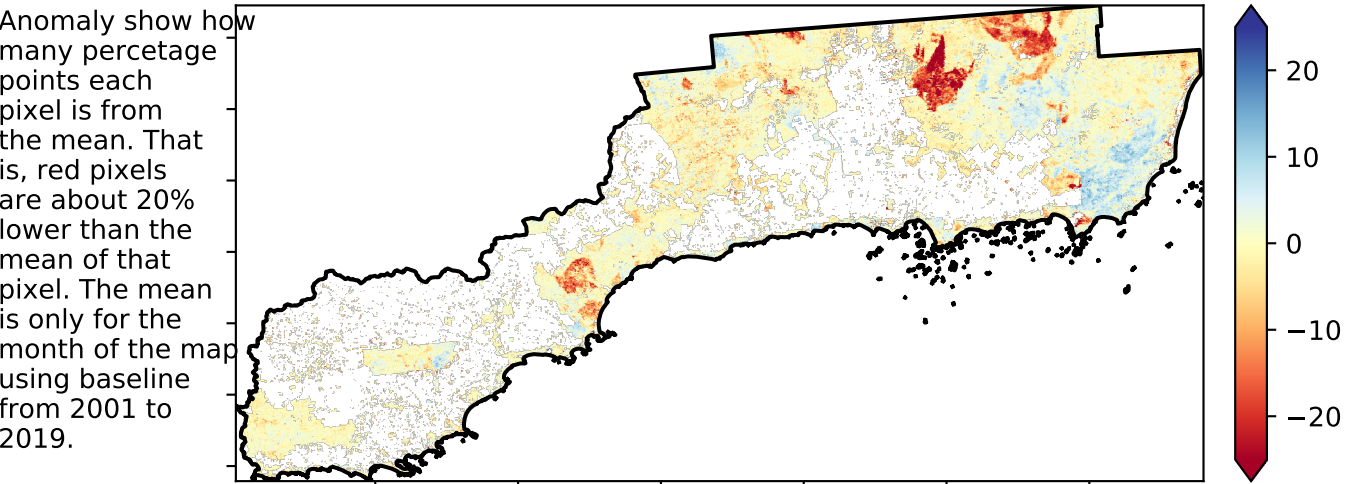 Anomaly show how
many percetage
points each
pixel is from
the mean. That
is, red pixels
are about 20%
lower than the
mean of that
pixel. The mean
is only for the
month of the map
using baseline
from 2001 to
2019.
20
10
0
−10
−20